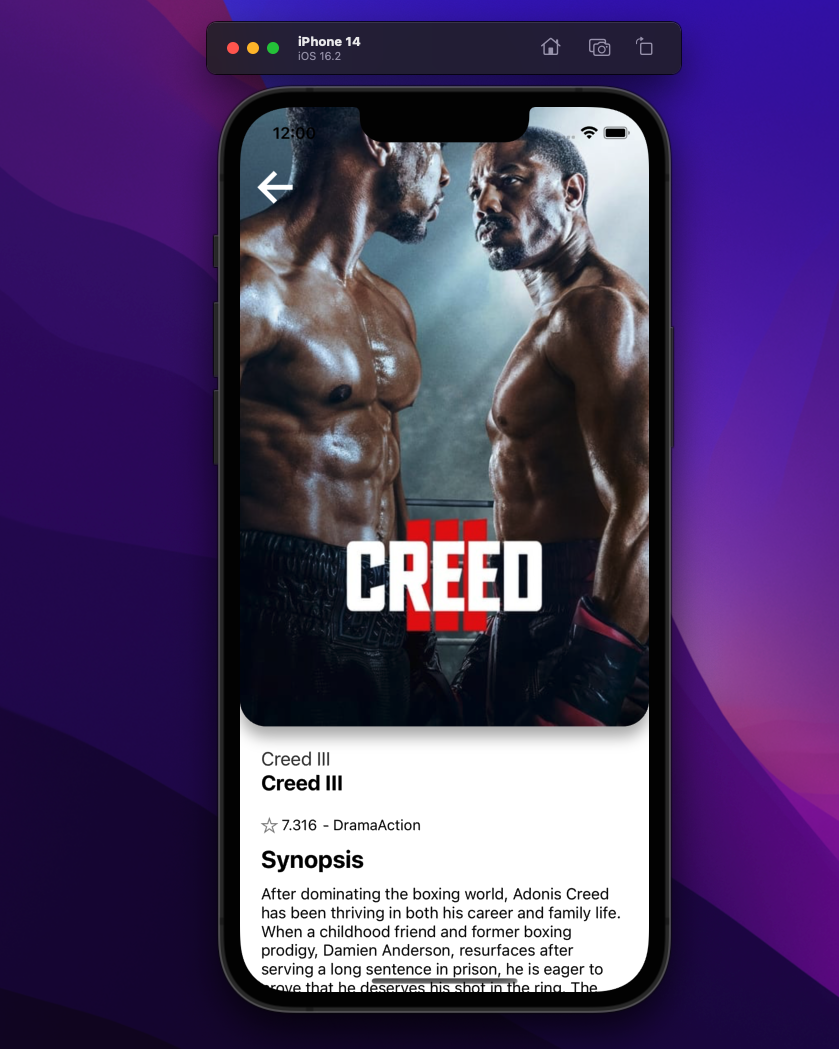 iPhone 14
iOS 16.2
12:00
III
CREED
Creed III
Creed III
7.316 - DramaAction
Synopsis
After dominating the boxing world, Adonis Creed
has been thriving in both his career and family life.
When a childhood friend and former boxing
prodigy, Damien Anderson, resurfaces after
serving a long sentence in prison, he is eager to
prove that he deserves his shot in the ring. The